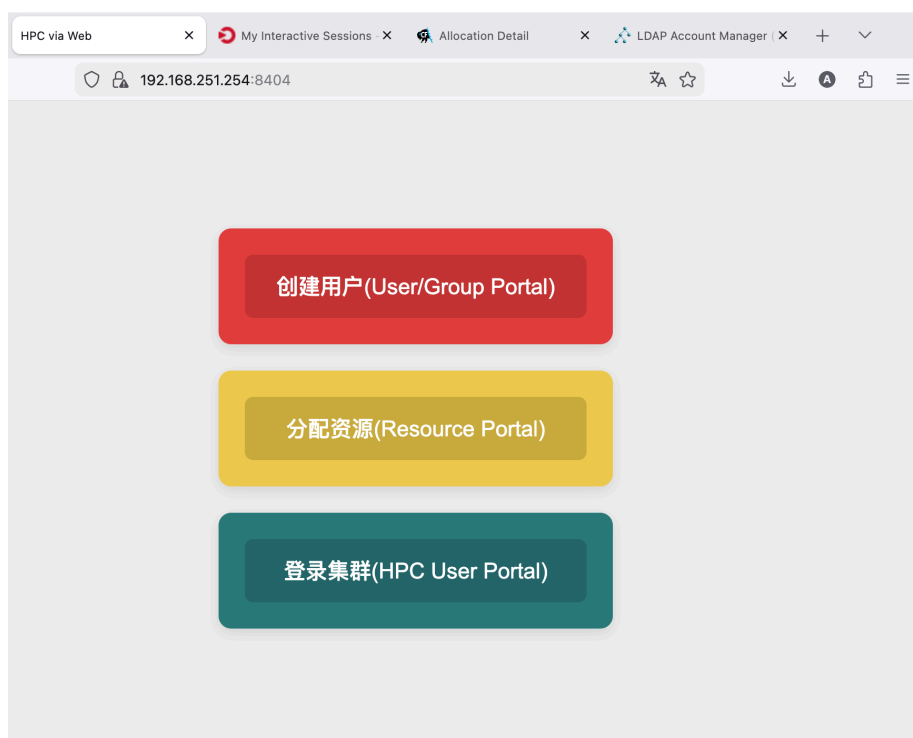 HPC via Web
My Interactive Sessions -
Allocation Detail
LDAP Account Manager (
192.168.251.254:8404
A
创建用户(User/Group Portal)
分配资源(Resource Portal)
登录集群(HPC User Portal)